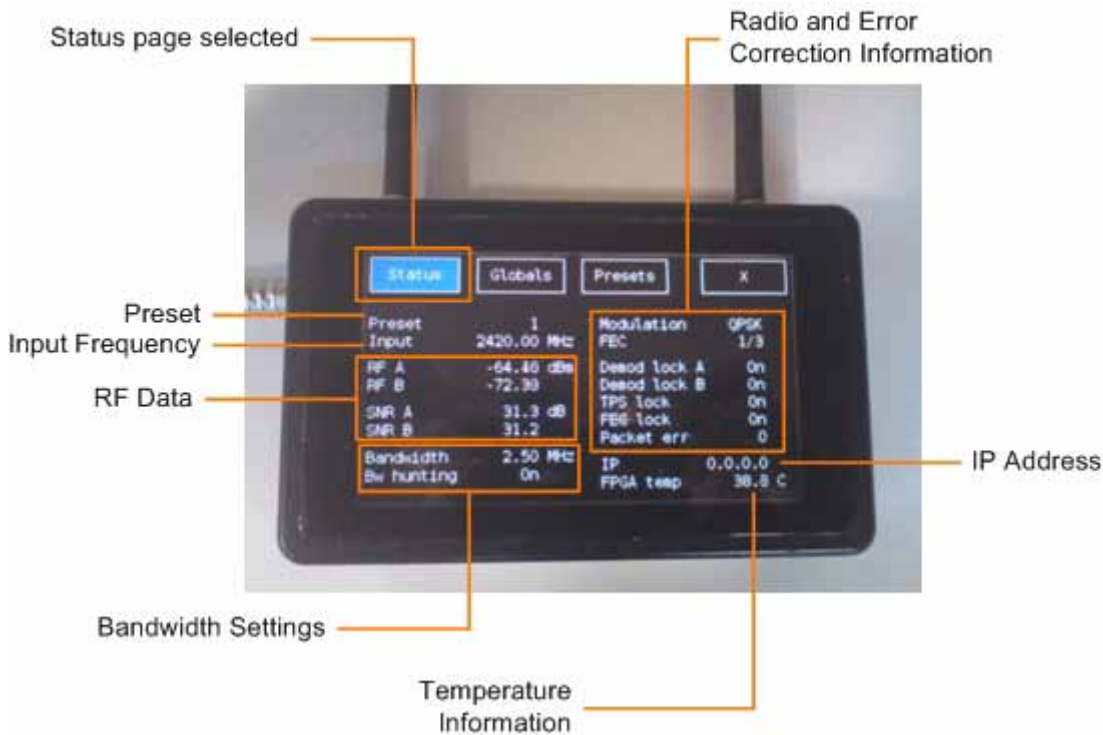 Status page selected
Radio and Error
Correction Information
Status Globals Presets X
Preset
Input Frequency
RF Data
Preset 1
Input 2420.00 MHz
RF A -64.46 dBm
RF B -72.39
SNR A 31.3 dB
SNR B 31.2
Bandwidth 2.50 MHz
Bw hunting On
Modulation QPSK
FEC 1/3
Demod lock A On
Demod lock B On
TPS lock On
FEG lock On
Packet err 0
IP 0.0.0.0
FPGA temp 38.8 C
IP Address
Bandwidth Settings
Temperature
Information